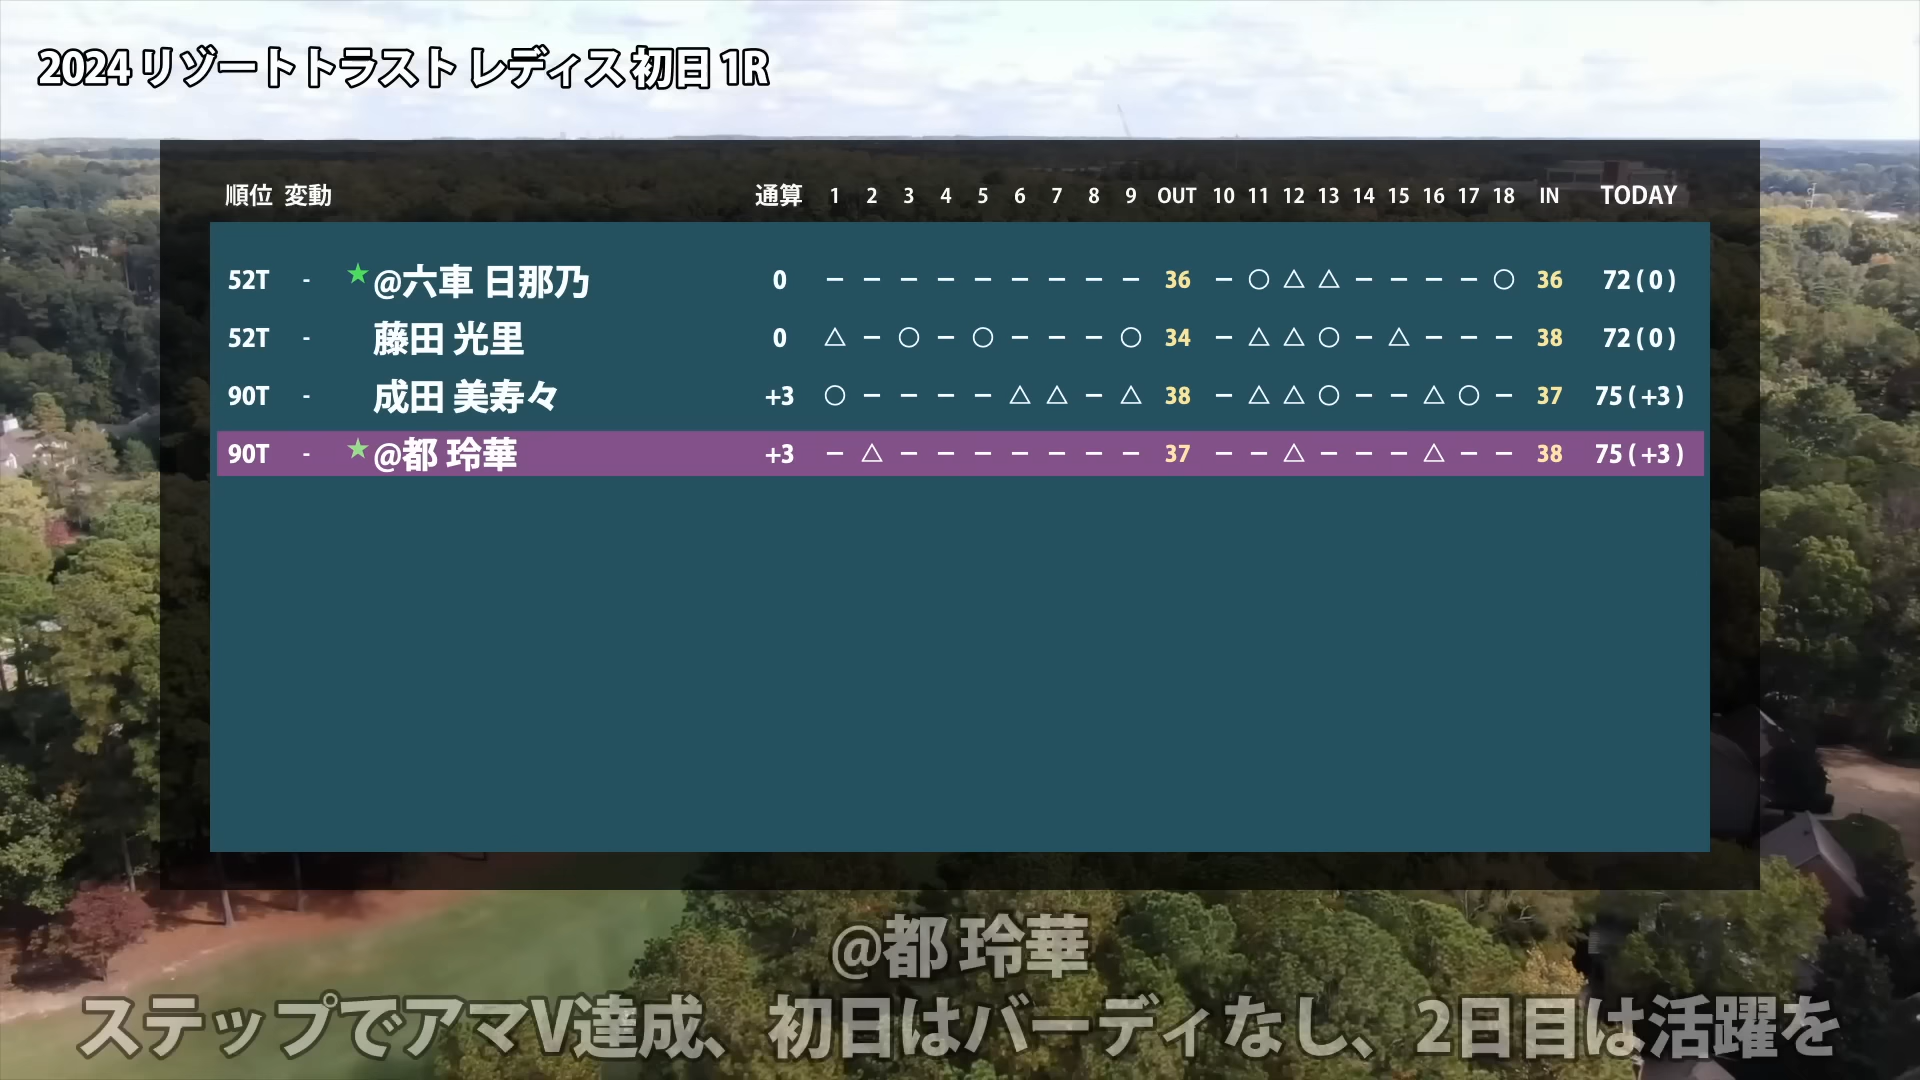 2024 リゾートトラスト レディス 初日 1R
順位 変動 通算 1 2 3 4 5 6 7 8 9 OUT 10 11 12 13 14 15 16 17 18 IN TODAY
52T - ★@六車 日那乃 0 － － － － － － － － － 36 － ○ △ △ － － － － ○ 36 72 ( 0 )
52T - 藤田 光里 0 △ － ○ － ○ － － － ○ 34 － △ △ ○ － △ － － － 38 72 ( 0 )
90T - 成田 美寿々 +3 ○ － － － － △ △ － △ 38 － △ △ ○ － － △ ○ － 37 75 ( +3 )
90T - ★@都 玲華 +3 － △ － － － － － － － 37 － － △ － － － △ － － 38 75 ( +3 )
@都 玲華
ステップでアマV達成、初日はバーディなし、2日目は活躍を